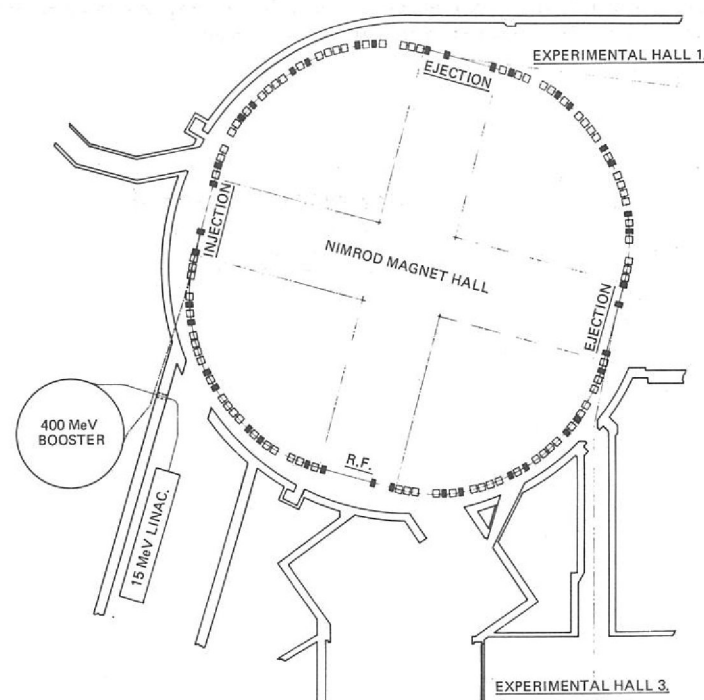 EXPERIMENTAL HALL 1.
EJECTION
INJECTION
NIMROD MAGNET HALL
EJECTION
400 MeV
BOOSTER
R.F.
15 MeV LINAC.
EXPERIMENTAL HALL 3.